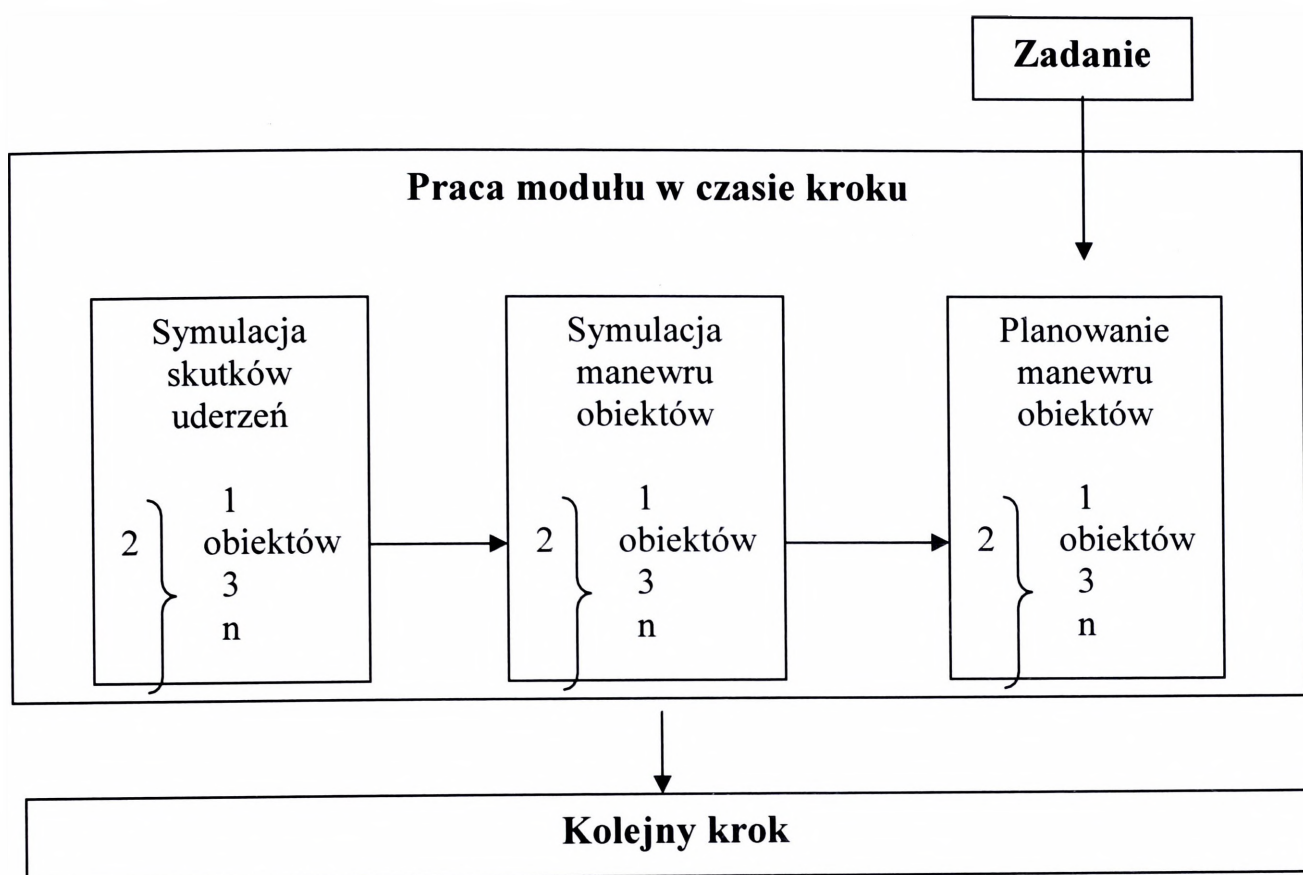 Zadanie
Praca modułu w czasie kroku
Symulacja
skutków
uderzeń
1
2 obiektów
3
n
Symulacja
manewru
obiektów
1
2 obiektów
3
n
Planowanie
manewru
obiektów
1
2 obiektów
3
n
Kolejny krok